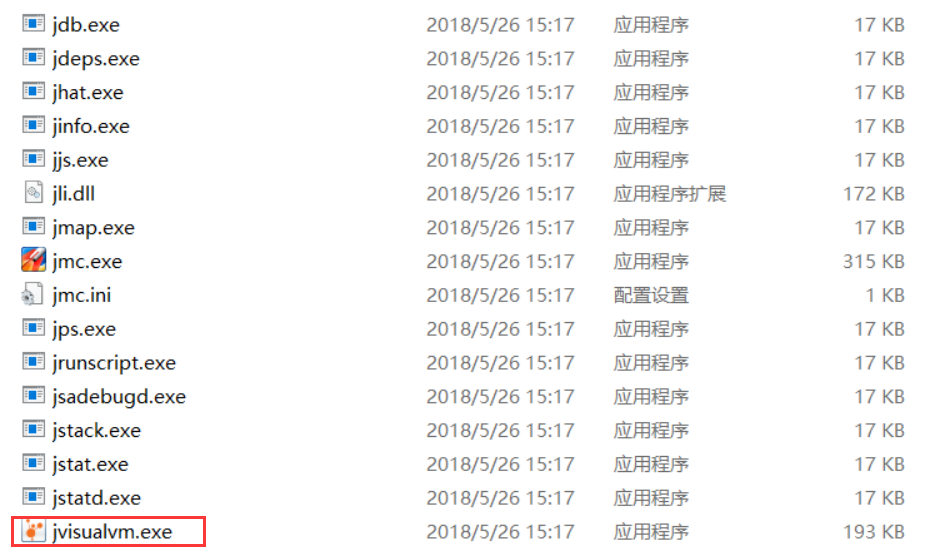 jdb.exe 2018/5/26 15:17 应用程序 17 KB
jdeps.exe 2018/5/26 15:17 应用程序 17 KB
jhat.exe 2018/5/26 15:17 应用程序 17 KB
jinfo.exe 2018/5/26 15:17 应用程序 17 KB
jjs.exe 2018/5/26 15:17 应用程序 17 KB
jli.dll 2018/5/26 15:17 应用程序扩展 172 KB
jmap.exe 2018/5/26 15:17 应用程序 17 KB
jmc.exe 2018/5/26 15:17 应用程序 315 KB
jmc.ini 2018/5/26 15:17 配置设置 1 KB
jps.exe 2018/5/26 15:17 应用程序 17 KB
jrunscript.exe 2018/5/26 15:17 应用程序 17 KB
jsadebugd.exe 2018/5/26 15:17 应用程序 17 KB
jstack.exe 2018/5/26 15:17 应用程序 17 KB
jstat.exe 2018/5/26 15:17 应用程序 17 KB
jstatd.exe 2018/5/26 15:17 应用程序 17 KB
jvisualvm.exe 2018/5/26 15:17 应用程序 193 KB